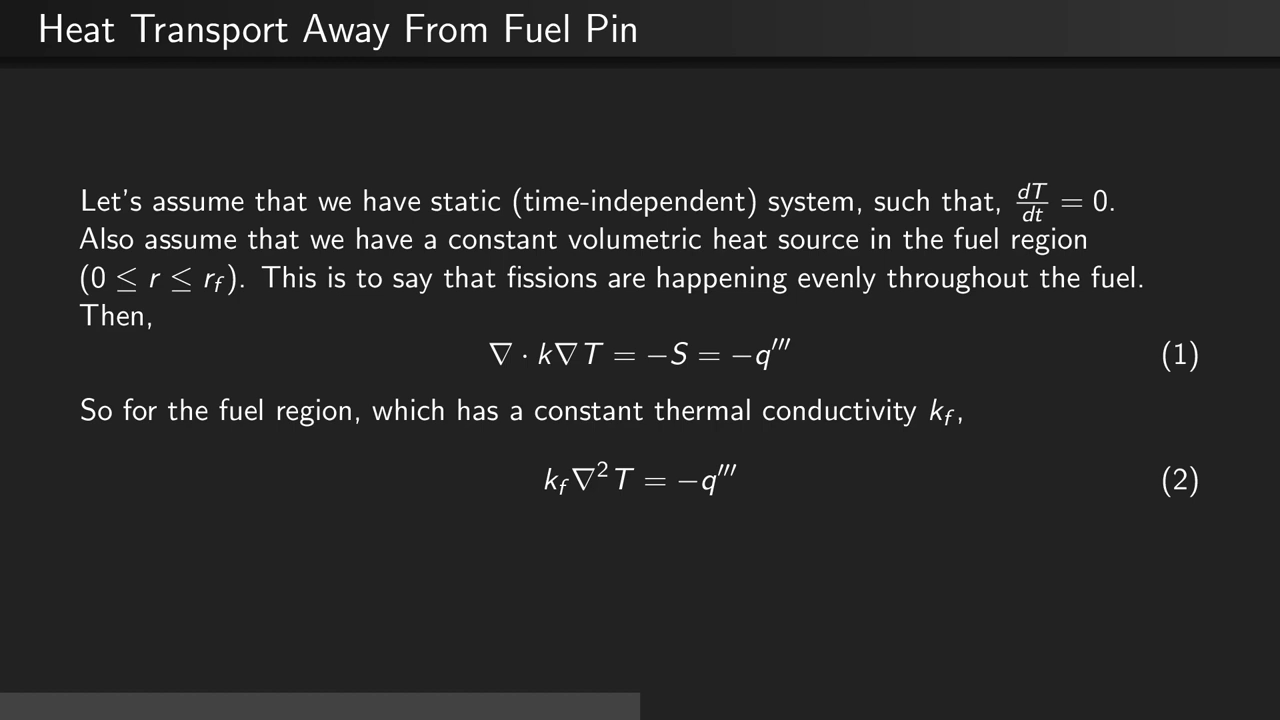 Heat Transport Away From Fuel Pin
Let's assume that we have static (time-independent) system, such that, dT/dt = 0.
Also assume that we have a constant volumetric heat source in the fuel region
(0 ≤ r ≤ r_f). This is to say that fissions are happening evenly throughout the fuel.
Then,
∇ · k∇T = −S = −q′′′ (1)
So for the fuel region, which has a constant thermal conductivity k_f,
k_f∇²T = −q′′′ (2)